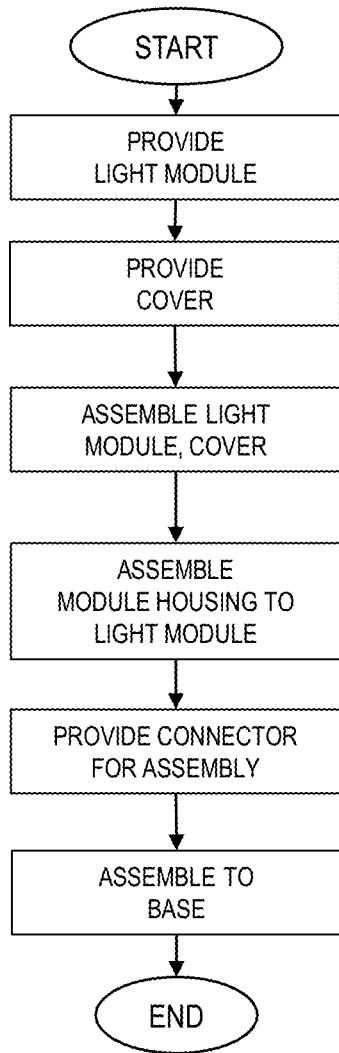 START
PROVIDE
LIGHT MODULE
PROVIDE
COVER
ASSEMBLE LIGHT
MODULE, COVER
ASSEMBLE
MODULE HOUSING TO
LIGHT MODULE
PROVIDE CONNECTOR
FOR ASSEMBLY
ASSEMBLE TO
BASE
END